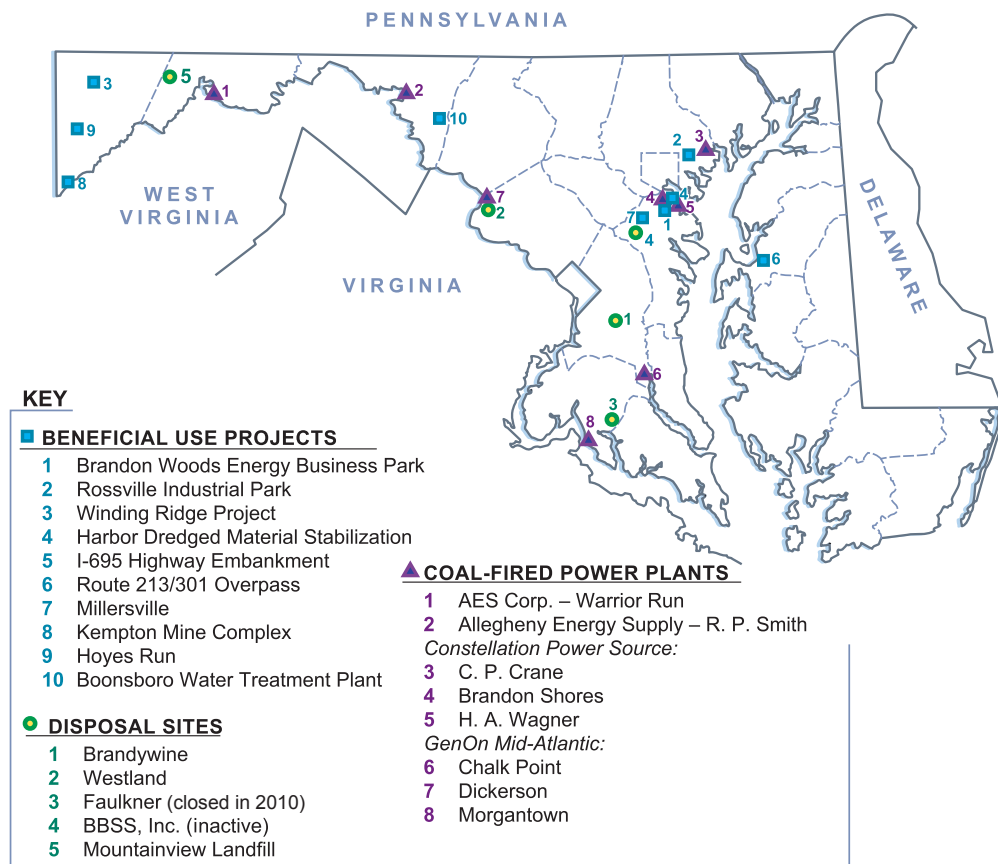 PENNSYLVANIA
3
5
1
2
10
9
8
WEST
VIRGINIA
7
2
VIRGINIA
3
2
4
4
5
1
7
4
6
DELAWARE
1
6
3
8
KEY
BENEFICIAL USE PROJECTS
1 Brandon Woods Energy Business Park
2 Rossville Industrial Park
3 Winding Ridge Project
4 Harbor Dredged Material Stabilization
5 I-695 Highway Embankment
6 Route 213/301 Overpass
7 Millersville
8 Kempton Mine Complex
9 Hoyes Run
10 Boonsboro Water Treatment Plant
DISPOSAL SITES
1 Brandywine
2 Westland
3 Faulkner (closed in 2010)
4 BBSS, Inc. (inactive)
5 Mountainview Landfill
COAL-FIRED POWER PLANTS
1 AES Corp. – Warrior Run
2 Allegheny Energy Supply – R. P. Smith
Constellation Power Source:
3 C. P. Crane
4 Brandon Shores
5 H. A. Wagner
GenOn Mid-Atlantic:
6 Chalk Point
7 Dickerson
8 Morgantown